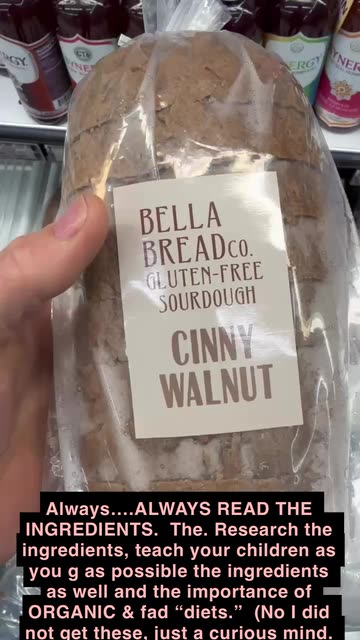 BELLA
BREAD CO.
GLUTEN-FREE
SOURDOUGH
CINNY
WALNUT
Always....ALWAYS READ THE
INGREDIENTS.  The. Research the
ingredients, teach your children as
you g as possible the ingredients
as well and the importance of
ORGANIC & fad “diets.”  (No I did
not get these, just a curious mind.
SYNERGY
SYNERGY